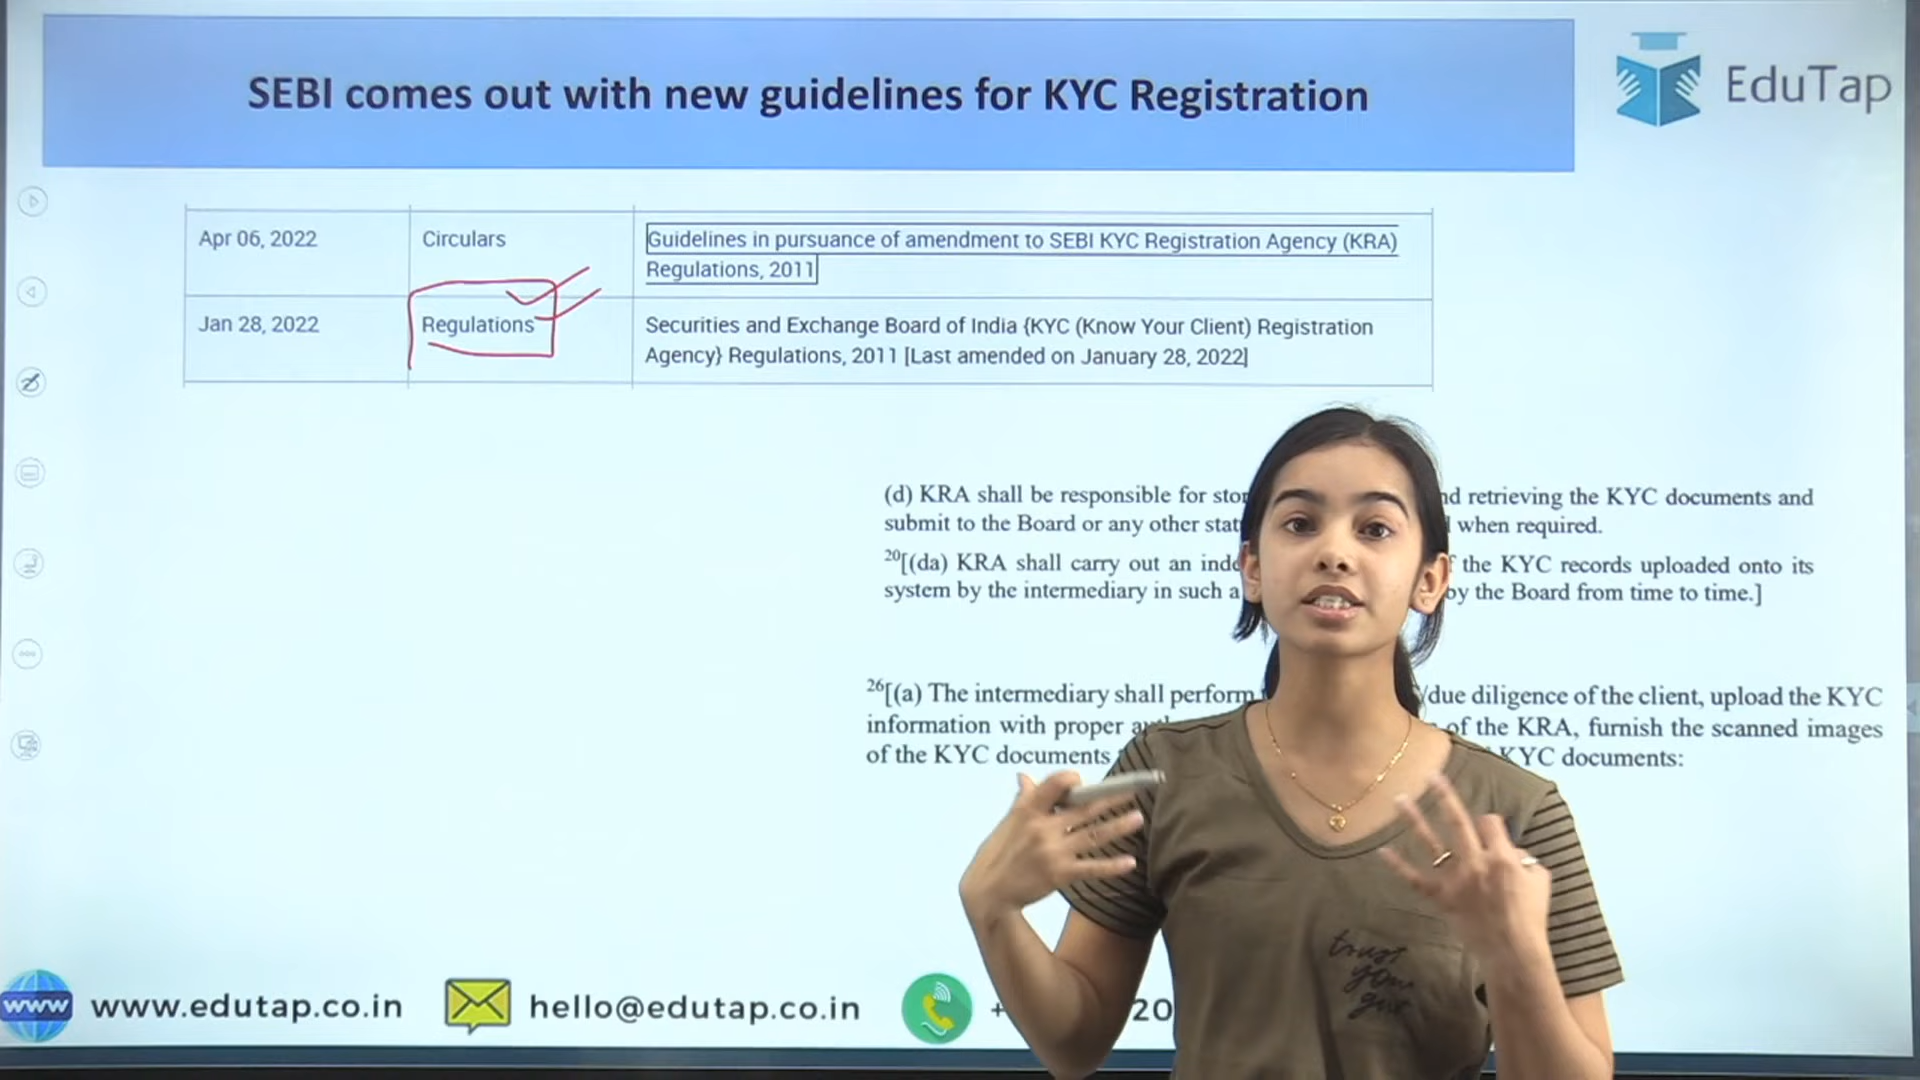 SEBI comes out with new guidelines for KYC Registration
EduTap
Apr 06, 2022
Circulars
Guidelines in pursuance of amendment to SEBI KYC Registration Agency (KRA)
Regulations, 2011
Jan 28, 2022
Regulations
Securities and Exchange Board of India {KYC (Know Your Client) Registration
Agency} Regulations, 2011 [Last amended on January 28, 2022]
(d) KRA shall be responsible for retrieving the KYC documents and
submit to the Board or any other when required.
20[(da) KRA shall carry out an the KYC records uploaded onto its
system by the intermediary in such a by the Board from time to time.]
26[(a) The intermediary shall perform /due diligence of the client, upload the KYC
information with proper of the KRA, furnish the scanned images
of the KYC documents KYC documents:
trust
your
gut
www
www.edutap.co.in
hello@edutap.co.in
+ 20